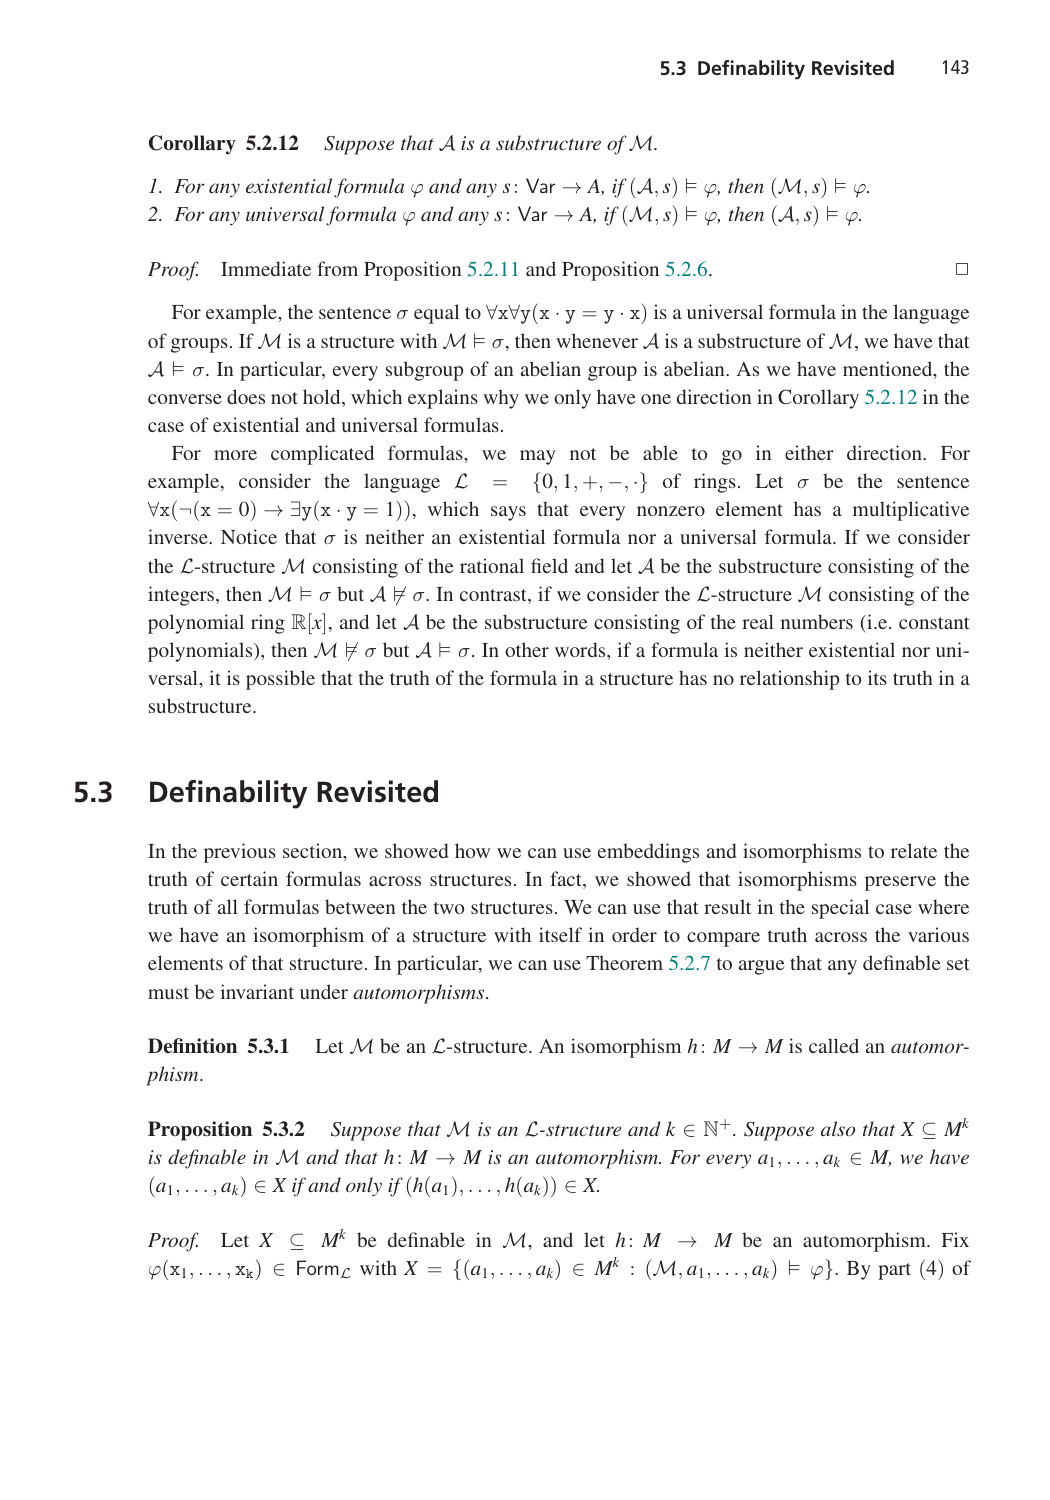 5.3 Definability Revisited 143
Corollary 5.2.12 Suppose that 𝒜 is a substructure of ℳ.
1. For any existential formula φ and any s: Var → A, if (𝒜, s) ⊨ φ, then (ℳ, s) ⊨ φ.
2. For any universal formula φ and any s: Var → A, if (ℳ, s) ⊨ φ, then (𝒜, s) ⊨ φ.
Proof. Immediate from Proposition 5.2.11 and Proposition 5.2.6. □
For example, the sentence σ equal to ∀x∀y(x · y = y · x) is a universal formula in the language
of groups. If ℳ is a structure with ℳ ⊨ σ, then whenever 𝒜 is a substructure of ℳ, we have that
𝒜 ⊨ σ. In particular, every subgroup of an abelian group is abelian. As we have mentioned, the
converse does not hold, which explains why we only have one direction in Corollary 5.2.12 in the
case of existential and universal formulas.
For more complicated formulas, we may not be able to go in either direction. For
example, consider the language ℒ = {0, 1, +, −, ·} of rings. Let σ be the sentence
∀x(¬(x = 0) → ∃y(x · y = 1)), which says that every nonzero element has a multiplicative
inverse. Notice that σ is neither an existential formula nor a universal formula. If we consider
the ℒ-structure ℳ consisting of the rational field and let 𝒜 be the substructure consisting of the
integers, then ℳ ⊨ σ but 𝒜 ⊭ σ. In contrast, if we consider the ℒ-structure ℳ consisting of the
polynomial ring ℝ[x], and let 𝒜 be the substructure consisting of the real numbers (i.e. constant
polynomials), then ℳ ⊭ σ but 𝒜 ⊨ σ. In other words, if a formula is neither existential nor uni-
versal, it is possible that the truth of the formula in a structure has no relationship to its truth in a
substructure.
5.3 Definability Revisited
In the previous section, we showed how we can use embeddings and isomorphisms to relate the
truth of certain formulas across structures. In fact, we showed that isomorphisms preserve the
truth of all formulas between the two structures. We can use that result in the special case where
we have an isomorphism of a structure with itself in order to compare truth across the various
elements of that structure. In particular, we can use Theorem 5.2.7 to argue that any definable set
must be invariant under automorphisms.
Definition 5.3.1 Let ℳ be an ℒ-structure. An isomorphism h: M → M is called an automor-
phism.
Proposition 5.3.2 Suppose that ℳ is an ℒ-structure and k ∈ ℕ⁺. Suppose also that X ⊆ Mᵏ
is definable in ℳ and that h: M → M is an automorphism. For every a₁, . . . , aₖ ∈ M, we have
(a₁, . . . , aₖ) ∈ X if and only if (h(a₁), . . . , h(aₖ)) ∈ X.
Proof. Let X ⊆ Mᵏ be definable in ℳ, and let h: M → M be an automorphism. Fix
φ(x₁, . . . , xₖ) ∈ Form_ℒ with X = {(a₁, . . . , aₖ) ∈ Mᵏ : (ℳ, a₁, . . . , aₖ) ⊨ φ}. By part (4) of